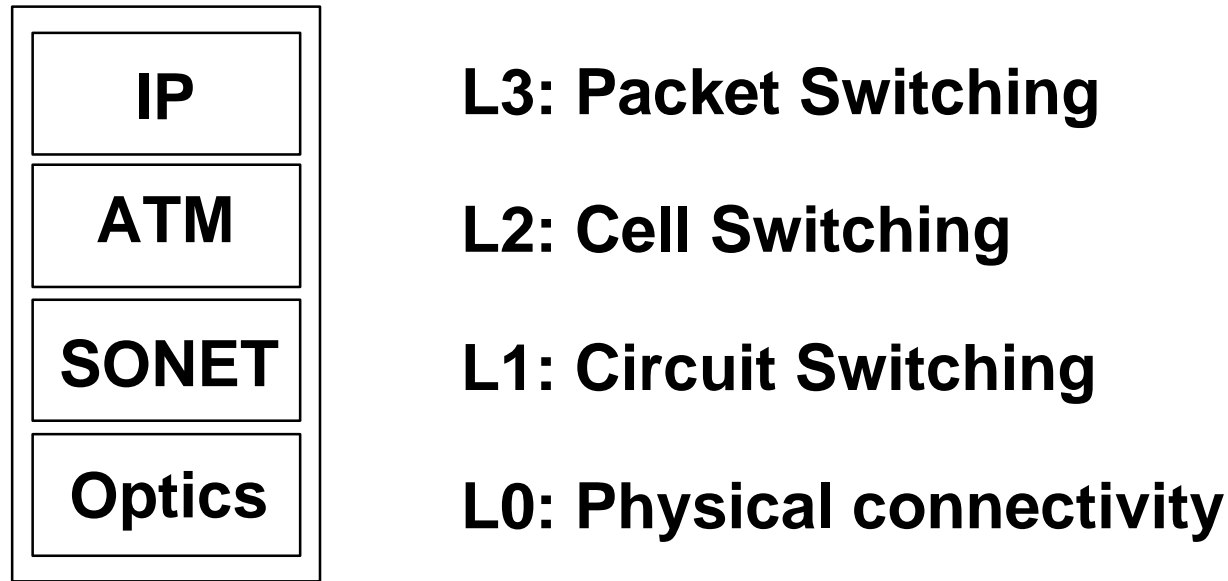 IP
L3: Packet Switching
ATM
L2: Cell Switching
SONET
L1: Circuit Switching
Optics
L0: Physical connectivity